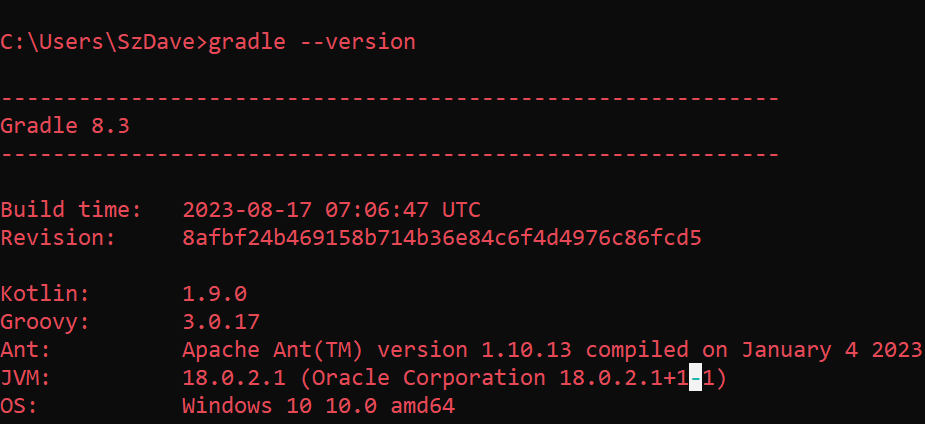 C:\Users\SzDave>gradle --version
------------------------------------------------------------
Gradle 8.3
------------------------------------------------------------
Build time:   2023-08-17 07:06:47 UTC
Revision:     8afbf24b469158b714b36e84c6f4d4976c86fcd5
Kotlin:       1.9.0
Groovy:       3.0.17
Ant:          Apache Ant(TM) version 1.10.13 compiled on January 4 2023
JVM:          18.0.2.1 (Oracle Corporation 18.0.2.1+1-1)
OS:           Windows 10 10.0 amd64